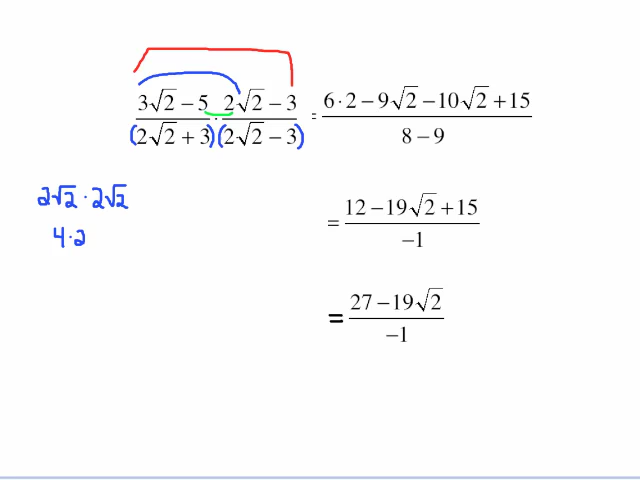 (3√2 − 5)/((2√2 + 3)) · (2√2 − 3)/((2√2 − 3)) = (6 · 2 − 9√2 − 10√2 + 15)/(8 − 9)
2√2 · 2√2
= (12 − 19√2 + 15)/(−1)
4 · 2
= (27 − 19√2)/(−1)